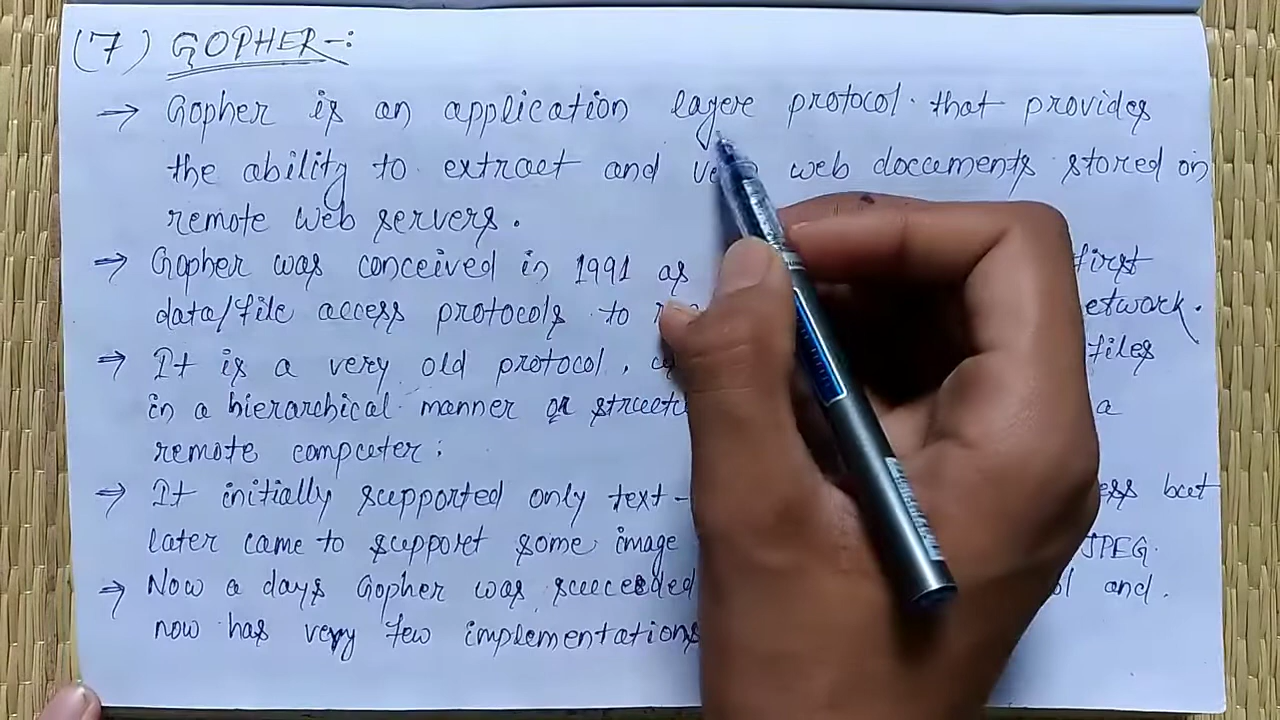 (7) GOPHER-:
→ Gopher is an application layere protocol that provides
the ability to extract and web documents stored on
remote web servers.
→ Gopher was conceived in 1991 as first
data/file access protocols to
→ It is a very old protocol. files
in a hierarchical manner or a
remote computer:
→ It initially supported only text- but
later came to support some image JPEG.
→ Now a days Gopher was succeeded and.
now has very few implementations